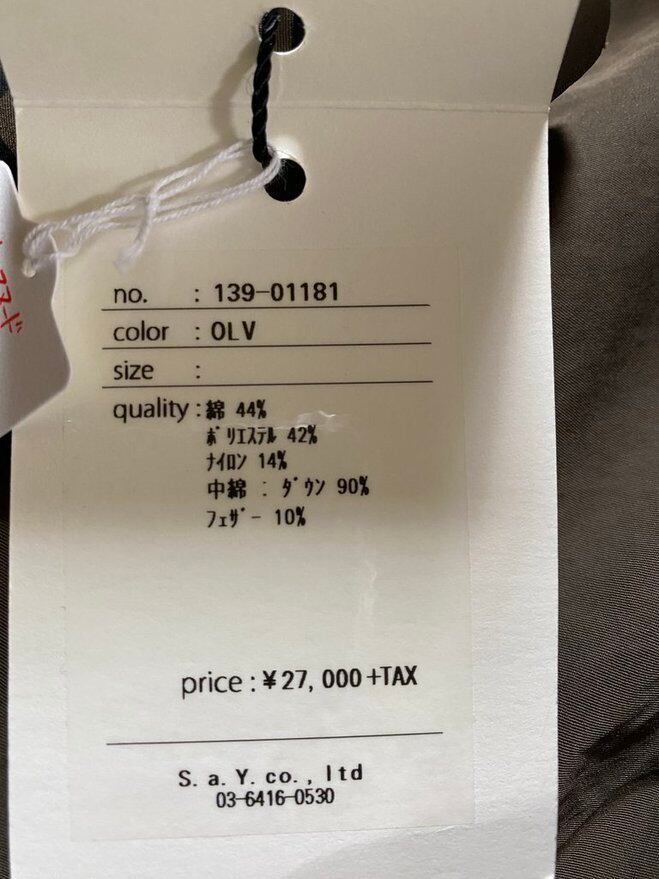 no. : 139-01181
color : OLV
size :
quality : 綿 44%
ﾎﾟﾘｴｽﾃﾙ 42%
ﾅｲﾛﾝ 14%
中綿 : ﾀﾞｳﾝ 90%
ﾌｪｻﾞｰ 10%
price : ¥27,000+TAX
S.a.Y.co.,ltd
03-6416-0530